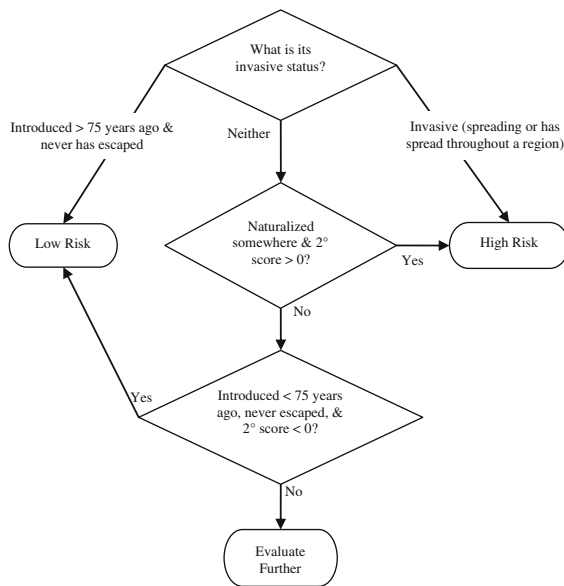 What is its
invasive status?
Introduced > 75 years ago &
never has escaped
Neither
Invasive (spreading or has
spread throughout a region)
Low Risk
Naturalized
somewhere & 2°
score > 0?
Yes
High Risk
No
Yes
Introduced < 75 years
ago, never escaped, &
2° score < 0?
No
Evaluate
Further